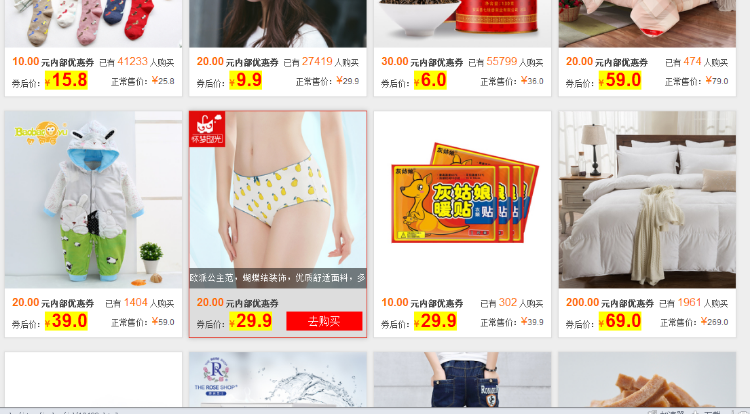 10.00 元内部优惠券 已有 41233 人购买
券后价: ¥15.8 正常售价: ¥25.8
20.00 元内部优惠券 已有 27419 人购买
券后价: ¥9.9 正常售价: ¥29.9
30.00 元内部优惠券 已有 55799 人购买
券后价: ¥6.0 正常售价: ¥36.0
20.00 元内部优惠券 已有 474 人购买
券后价: ¥59.0 正常售价: ¥79.0
怀梦时光
欧派公主范，蝴蝶结装饰，优质舒适面料，多
灰姑娘
灰姑娘
暖贴
贴
贴
20.00 元内部优惠券 已有 1404 人购买
券后价: ¥39.0 正常售价: ¥59.0
20.00 元内部优惠券
券后价: ¥29.9 去购买
10.00 元内部优惠券 已有 302 人购买
券后价: ¥29.9 正常售价: ¥39.9
200.00 元内部优惠券 已有 1961 人购买
券后价: ¥69.0 正常售价: ¥269.0
THE ROSE SHOP